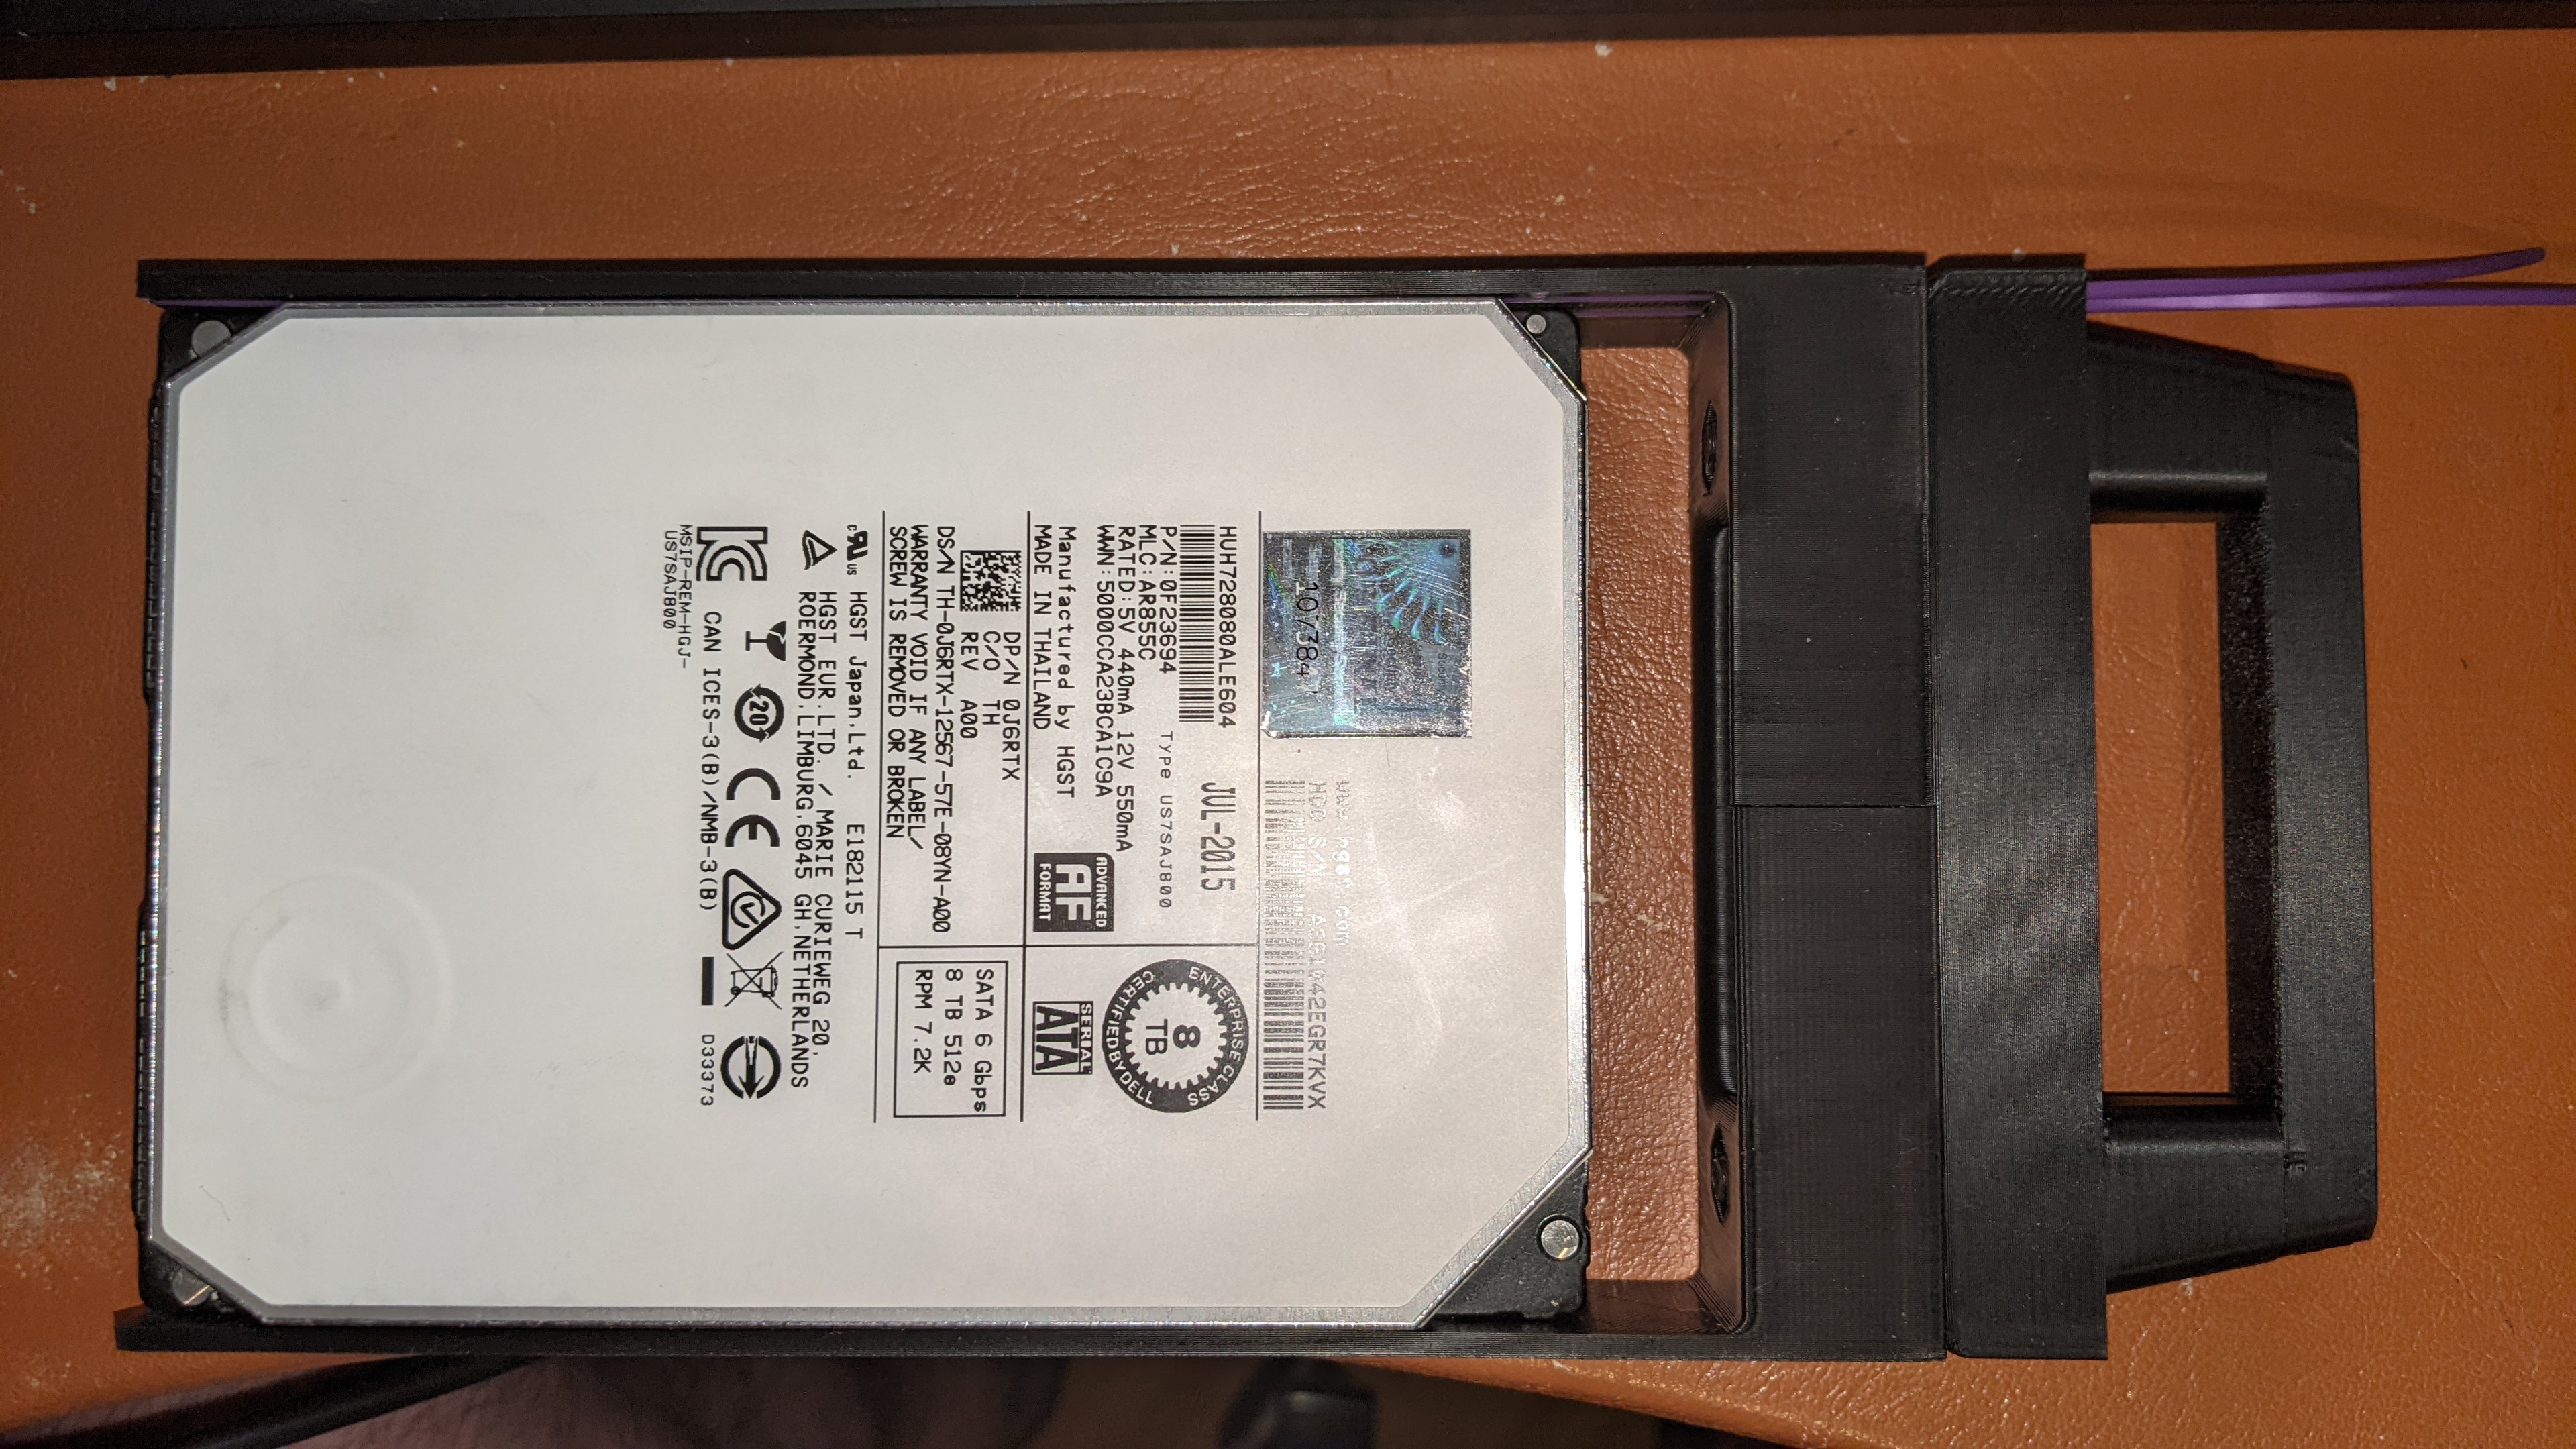 HUH728080ALE604
JUL-2015
P/N:0F23694 Type US7SAJ800
MLC:AR855C
RATED:5V 440mA 12V 550mA
WWN:5000CCA23BCA1C9A
Manufactured by HGST
MADE IN THAILAND
ADVANCED
AF
FORMAT
ENTERPRISE CLASS
8
TB
CERTIFIED BY DELL
SERIAL
ATA
DP/N 0J6RTX
C/O TH
REV A00
DS/N TH-0J6RTX-12567-57E-08YN-A00
WARRANTY VOID IF ANY LABEL/
SCREW IS REMOVED OR BROKEN
SATA 6 Gbps
8 TB 512e
RPM 7.2K
c UR us HGST Japan.Ltd. E182115 T
HGST EUR.LTD. / MARIE CURIEWEG 20,
ROERMOND,LIMBURG,6045 GH,NETHERLANDS
20
CE
CAN ICES-3(B)/NMB-3(B)
D33373
MSIP-REM-HGJ-
US7SAJ800